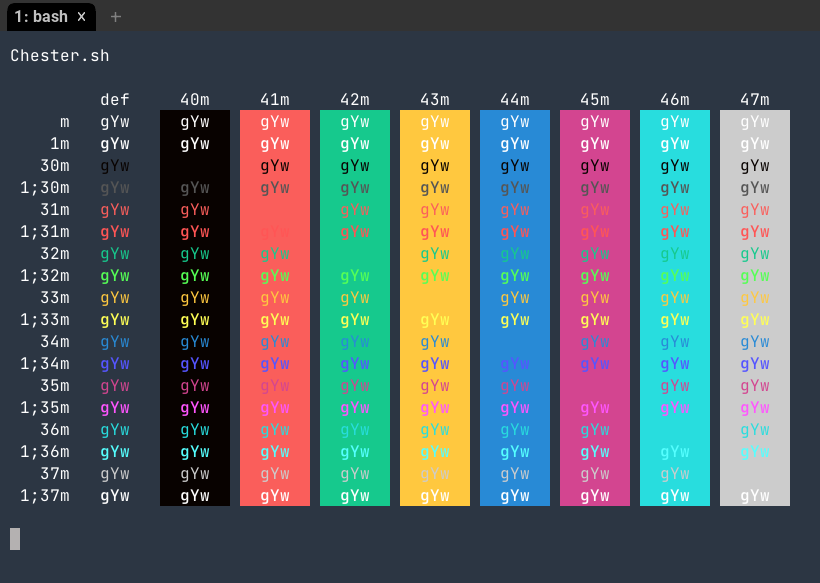 1: bash x +
Chester.sh
def 40m 41m 42m 43m 44m 45m 46m 47m
m gYw gYw gYw gYw gYw gYw gYw gYw gYw
1m gYw gYw gYw gYw gYw gYw gYw gYw gYw
30m gYw gYw gYw gYw gYw gYw gYw gYw
1;30m gYw gYw gYw gYw gYw gYw gYw gYw gYw
31m gYw gYw gYw gYw gYw gYw gYw gYw
1;31m gYw gYw gYw gYw gYw gYw gYw gYw gYw
32m gYw gYw gYw gYw gYw gYw gYw gYw
1;32m gYw gYw gYw gYw gYw gYw gYw gYw gYw
33m gYw gYw gYw gYw gYw gYw gYw gYw
1;33m gYw gYw gYw gYw gYw gYw gYw gYw gYw
34m gYw gYw gYw gYw gYw gYw gYw gYw
1;34m gYw gYw gYw gYw gYw gYw gYw gYw gYw
35m gYw gYw gYw gYw gYw gYw gYw gYw
1;35m gYw gYw gYw gYw gYw gYw gYw gYw gYw
36m gYw gYw gYw gYw gYw gYw gYw gYw
1;36m gYw gYw gYw gYw gYw gYw gYw gYw gYw
37m gYw gYw gYw gYw gYw gYw gYw gYw
1;37m gYw gYw gYw gYw gYw gYw gYw gYw gYw